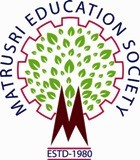 MATRUSRI EDUCATION SOCIETY
ESTD-1980